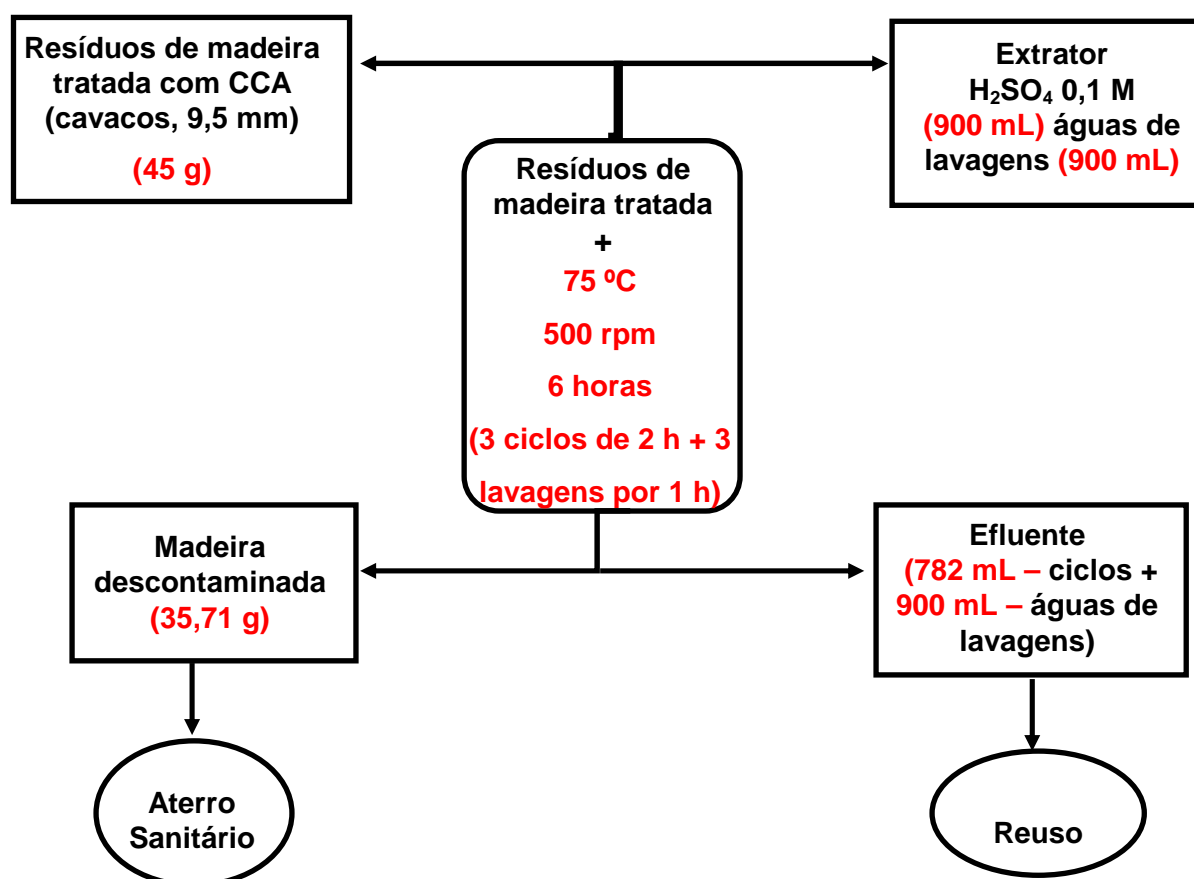 Resíduos de madeira
tratada com CCA
(cavacos, 9,5 mm)
(45 g)
Extrator
H₂SO₄ 0,1 M
(900 mL) águas de
lavagens (900 mL)
Resíduos de
madeira tratada
+
75 ºC
500 rpm
6 horas
(3 ciclos de 2 h + 3
lavagens por 1 h)
Madeira
descontaminada
(35,71 g)
Efluente
(782 mL – ciclos +
900 mL – águas de
lavagens)
Aterro
Sanitário
Reuso